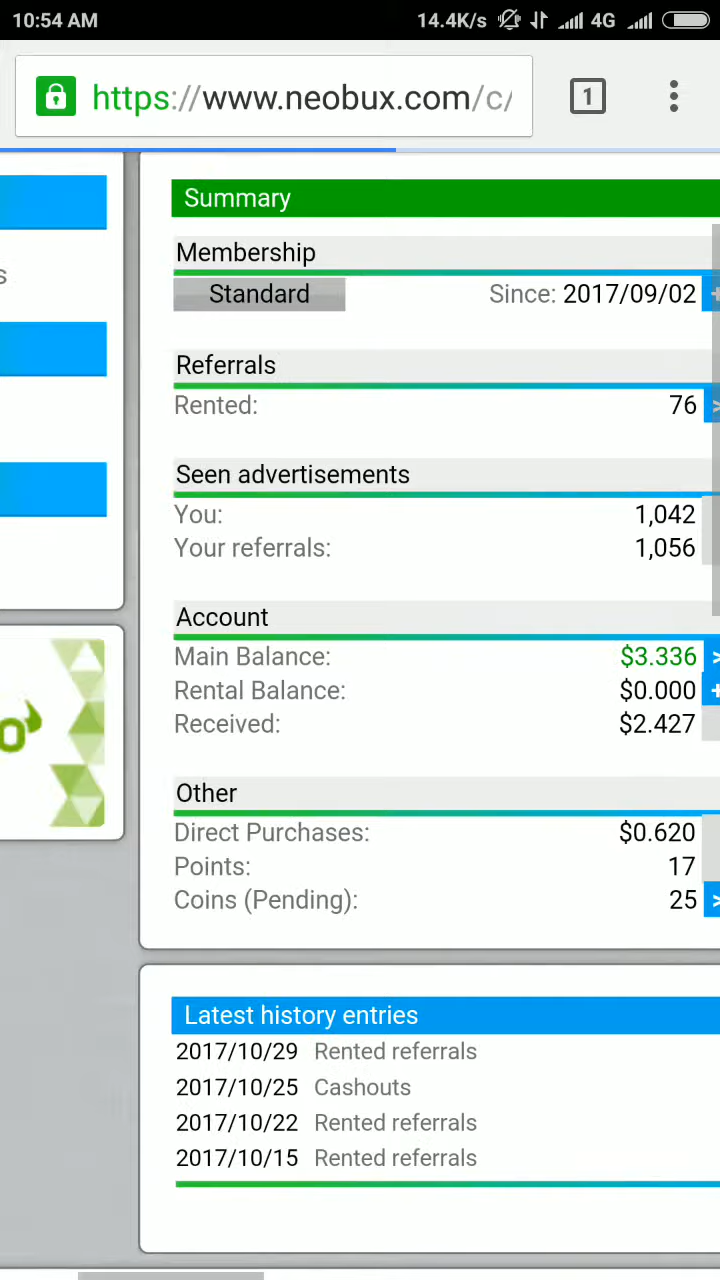 10:54 AM 14.4K/s 4G
https://www.neobux.com/c/
1
Summary
Membership
Standard Since: 2017/09/02 +
s
Referrals
Rented: 76 >
Seen advertisements
You: 1,042
Your referrals: 1,056
Account
Main Balance: $3.336 >
Rental Balance: $0.000 +
Received: $2.427
o
Other
Direct Purchases: $0.620
Points: 17
Coins (Pending): 25 >
Latest history entries
2017/10/29 Rented referrals
2017/10/25 Cashouts
2017/10/22 Rented referrals
2017/10/15 Rented referrals